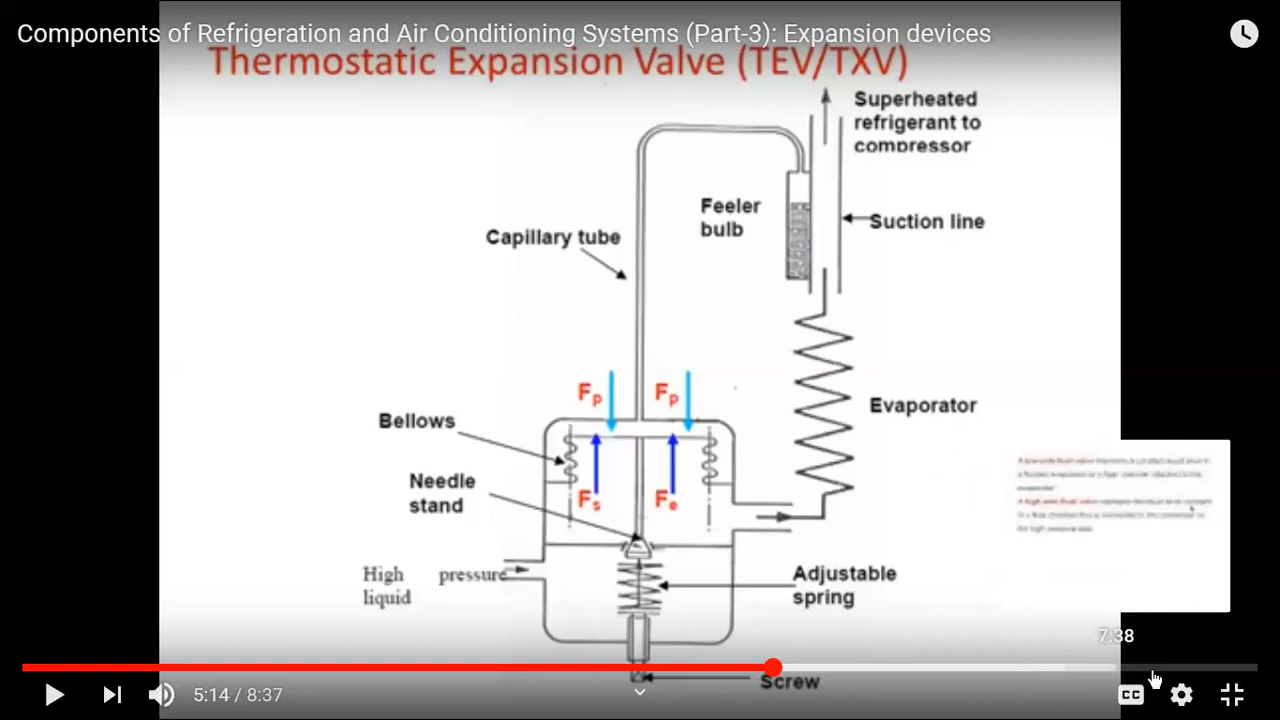 Components of Refrigeration and Air Conditioning Systems (Part-3): Expansion devices
Thermostatic Expansion Valve (TEV/TXV)
Superheated
refrigerant to
compressor
Feeler
bulb
Suction line
Capillary tube
Fp
Fp
Bellows
Evaporator
Needle
stand
Fs
Fe
High pressure
liquid
Adjustable
spring
7:38
5:14 / 8:37
Screw
CC